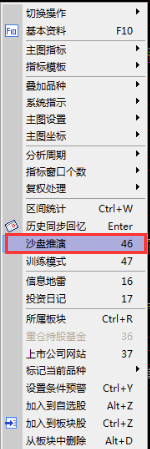 切换操作
F10 基本资料 F10
主图指标
指标模板
叠加品种
系统指示
主图设置
主图坐标
分析周期
指标窗口个数
复权处理
区间统计 Ctrl+W
历史同步回忆 Enter
沙盘推演 46
训练模式 47
信息地雷 16
投资日记 17
所属板块 Ctrl+R
重仓持股基金 36
上市公司网站 37
标记当前品种
设置条件预警 Ctrl+Y
加入到自选股 Alt+Z
加入到板块股 Ctrl+Z
从板块中删除 Alt+D